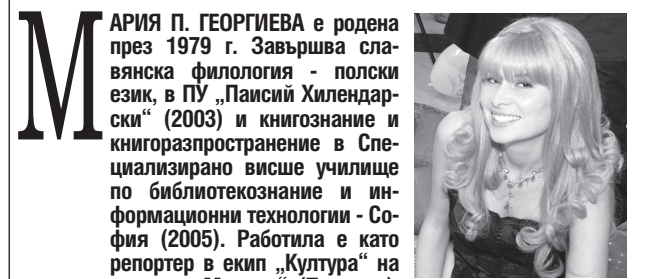 МАРИЯ П. ГЕОРГИЕВА е родена
през 1979 г. Завършва сла-
вянска филология - полски
език, в ПУ „Паисий Хилендар-
ски“ (2003) и книгознание и
книгоразпространение в Спе-
циализирано висше училище
по библиотекознание и ин-
формационни технологии - Со-
фия (2005). Работила е като
репортер в екип „Култура“ на